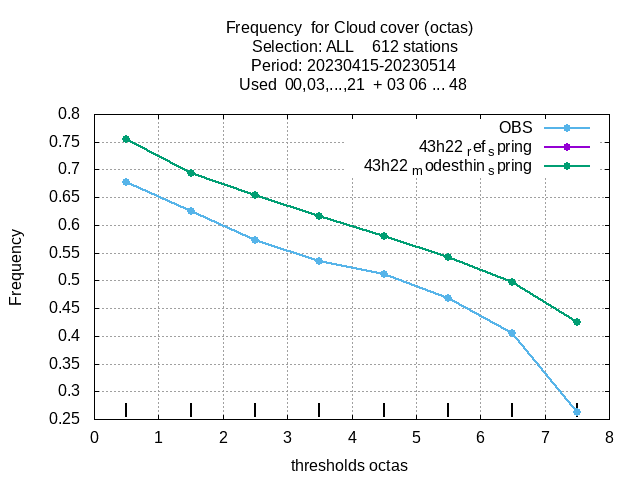 Frequency  for Cloud cover (octas)
Selection: ALL    612 stations
Period: 20230415-20230514
Used  00,03,...,21  + 03 06 ... 48
OBS
43h22 ref spring
43h22 modesthin spring
0.8
0.75
0.7
0.65
0.6
0.55
0.5
0.45
0.4
0.35
0.3
0.25
Frequency
0 1 2 3 4 5 6 7 8
thresholds octas